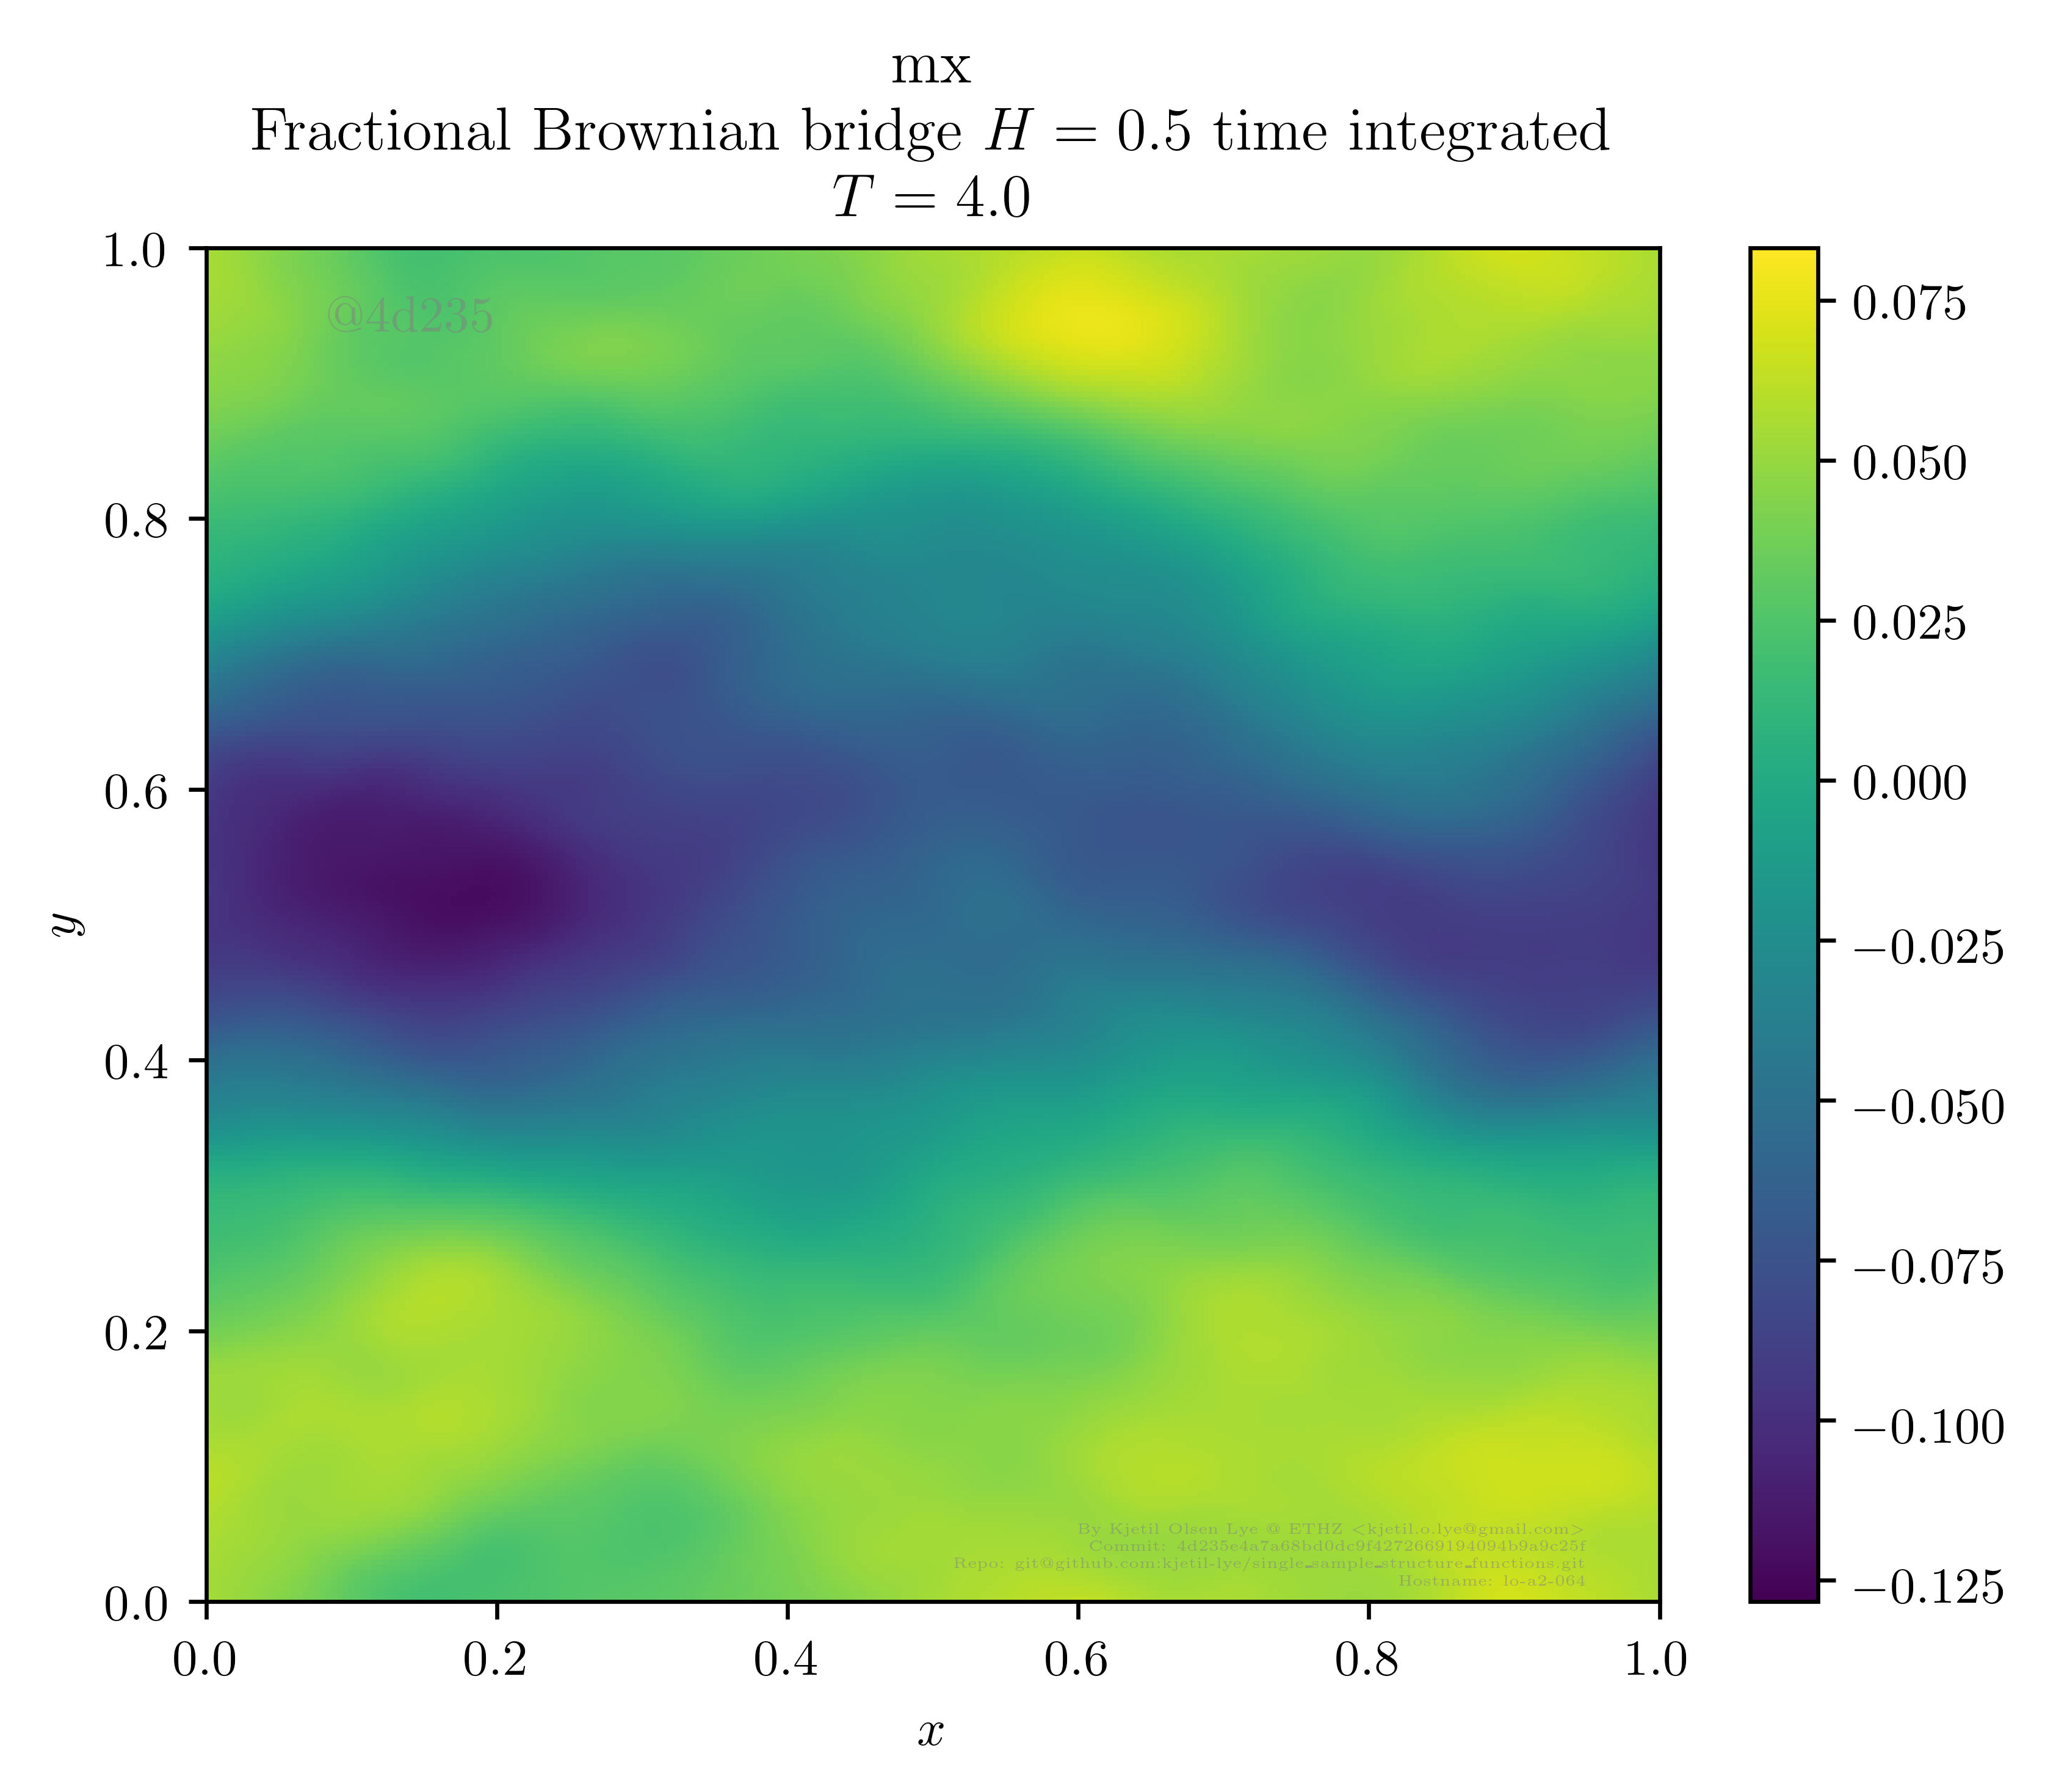 mx
Fractional Brownian bridge H = 0.5 time integrated
T = 4.0
1.0
0.8
0.6
0.4
0.2
0.0
y
@4d235
By Kjetil Olsen Lye @ ETHZ <kjetil.o.lye@gmail.com>
Commit: 4d235e4a7a68bd0dc9f4272669194094b9a9c25f
Repo: git@github.com:kjetil-lye/single_sample_structure_functions.git
Hostname: lo-a2-064
0.0 0.2 0.4 0.6 0.8 1.0
x
0.075
0.050
0.025
0.000
−0.025
−0.050
−0.075
−0.100
−0.125